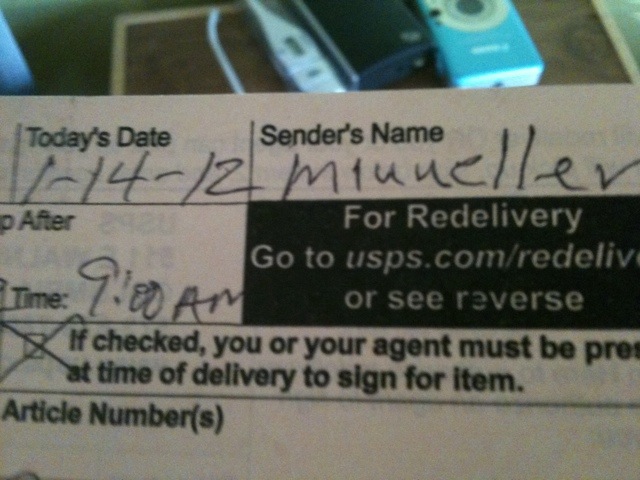 Today's Date
1-14-12
Sender's Name
p After
Time: 9:00 AM
For Redelivery
Go to usps.com/redelive
or see reverse
If checked, you or your agent must be pres
at time of delivery to sign for item.
Article Number(s)